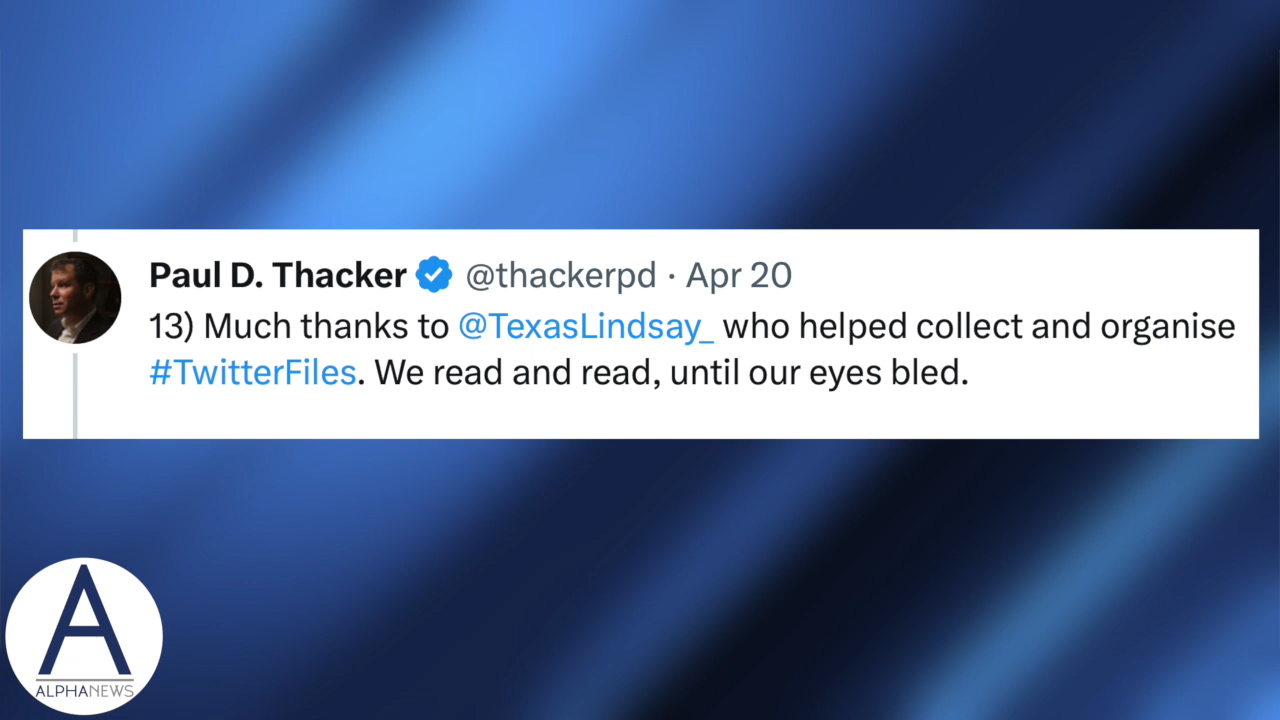 Paul D. Thacker @thackerpd · Apr 20
13) Much thanks to @TexasLindsay_ who helped collect and organise
#TwitterFiles. We read and read, until our eyes bled.
A
ALPHANEWS